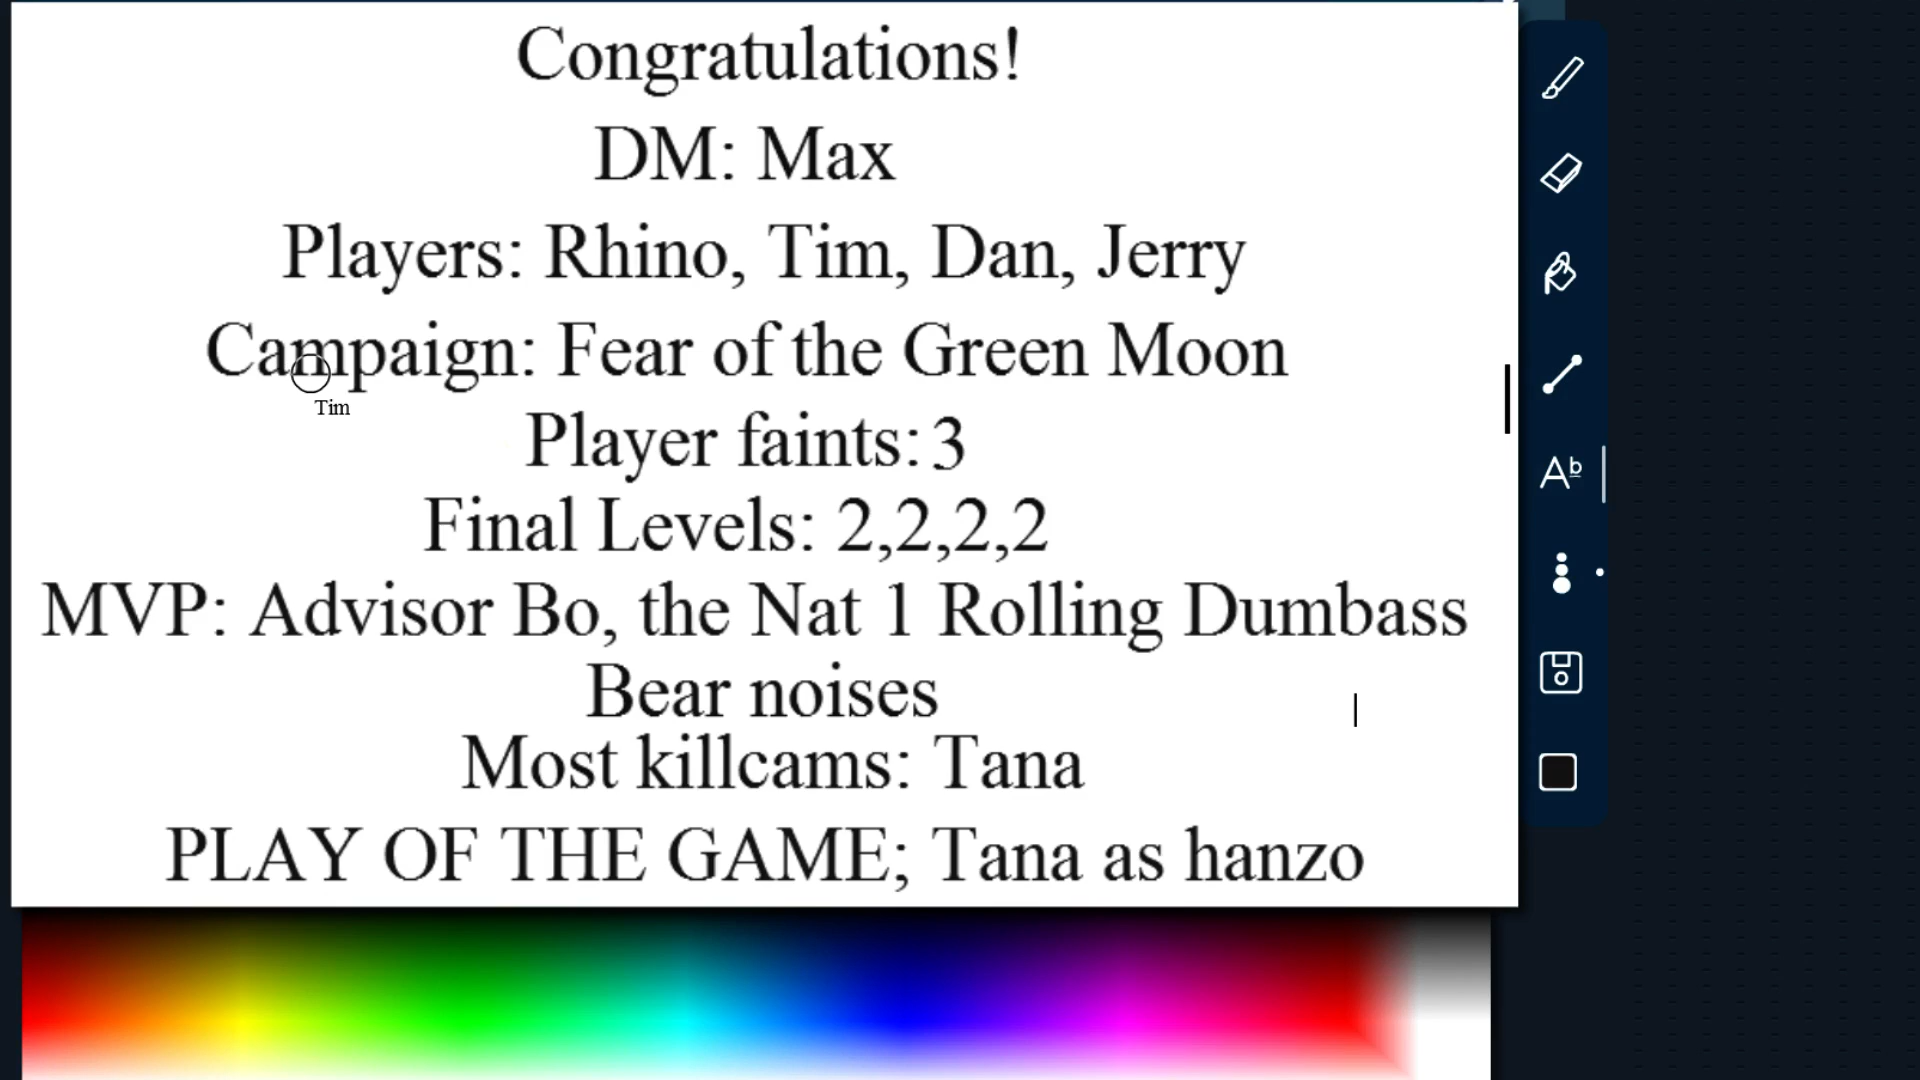 Congratulations!
DM: Max
Players: Rhino, Tim, Dan, Jerry
Campaign: Fear of the Green Moon
Tim
Player faints: 3
Final Levels: 2,2,2,2
MVP: Advisor Bo, the Nat 1 Rolling Dumbass
Bear noises
Most killcams: Tana
PLAY OF THE GAME; Tana as hanzo
Ab